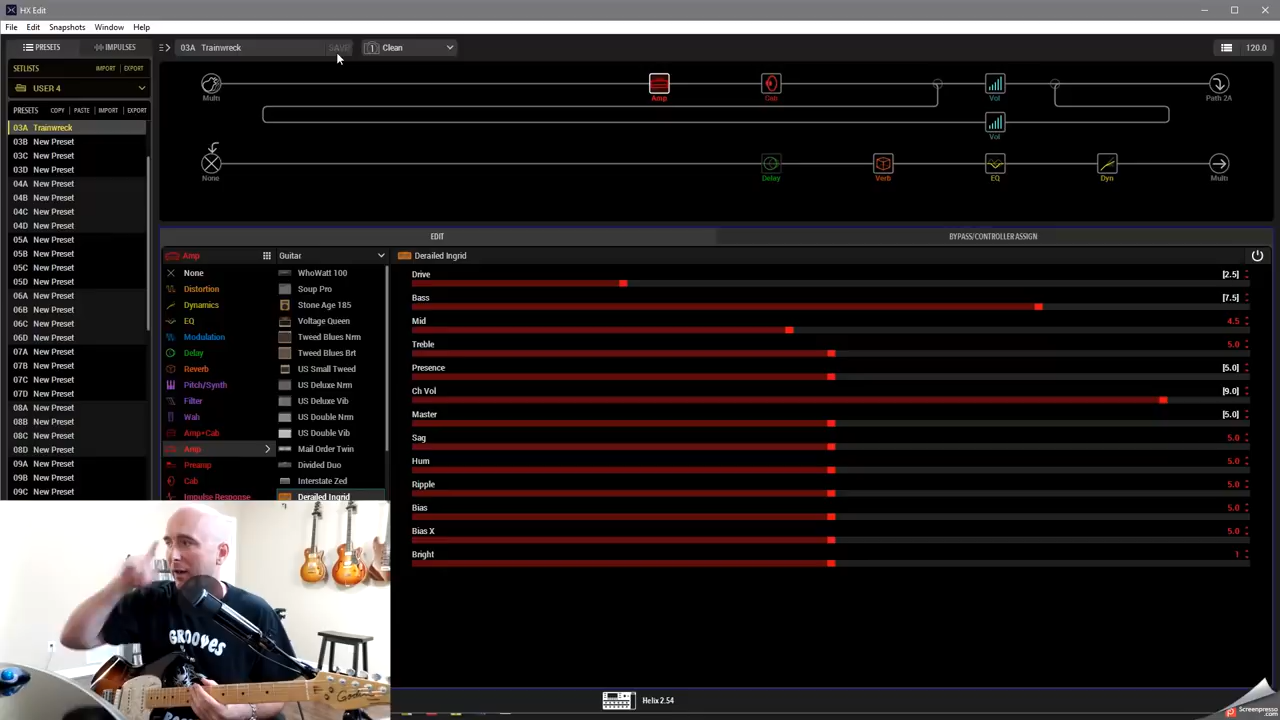 HX Edit
File Edit Snapshots Window Help
PRESETS IMPULSES
03A Trainwreck SAVE 1 Clean 120.0
SETLISTS IMPORT EXPORT
USER 4
PRESETS COPY PASTE IMPORT EXPORT
03A Trainwreck
03B New Preset
03C New Preset
03D New Preset
04A New Preset
04B New Preset
04C New Preset
04D New Preset
05A New Preset
05B New Preset
05C New Preset
05D New Preset
06A New Preset
06B New Preset
06C New Preset
06D New Preset
07A New Preset
07B New Preset
07C New Preset
07D New Preset
08A New Preset
08B New Preset
08C New Preset
08D New Preset
09A New Preset
09B New Preset
09C New Preset
Multi Amp Cab Vol Path 2A
Vol
None Delay Verb EQ Dyn Multi
EDIT BYPASS/CONTROLLER ASSIGN
Amp Guitar
None
Distortion
Dynamics
EQ
Modulation
Delay
Reverb
Pitch/Synth
Filter
Wah
Amp+Cab
Amp
Preamp
Cab
Impulse Response
WhoWatt 100
Soup Pro
Stone Age 185
Voltage Queen
Tweed Blues Nrm
Tweed Blues Brt
US Small Tweed
US Deluxe Nrm
US Deluxe Vib
US Double Nrm
US Double Vib
Mail Order Twin
Divided Duo
Interstate Zed
Derailed Ingrid
Derailed Ingrid
Drive [2.5]
Bass [7.5]
Mid 4.5
Treble 5.0
Presence [5.0]
Ch Vol [9.0]
Master [5.0]
Sag 5.0
Hum 5.0
Ripple 5.0
Bias 5.0
Bias X 5.0
Bright 1
GROOVES
Helix 2.54
Screenpresso